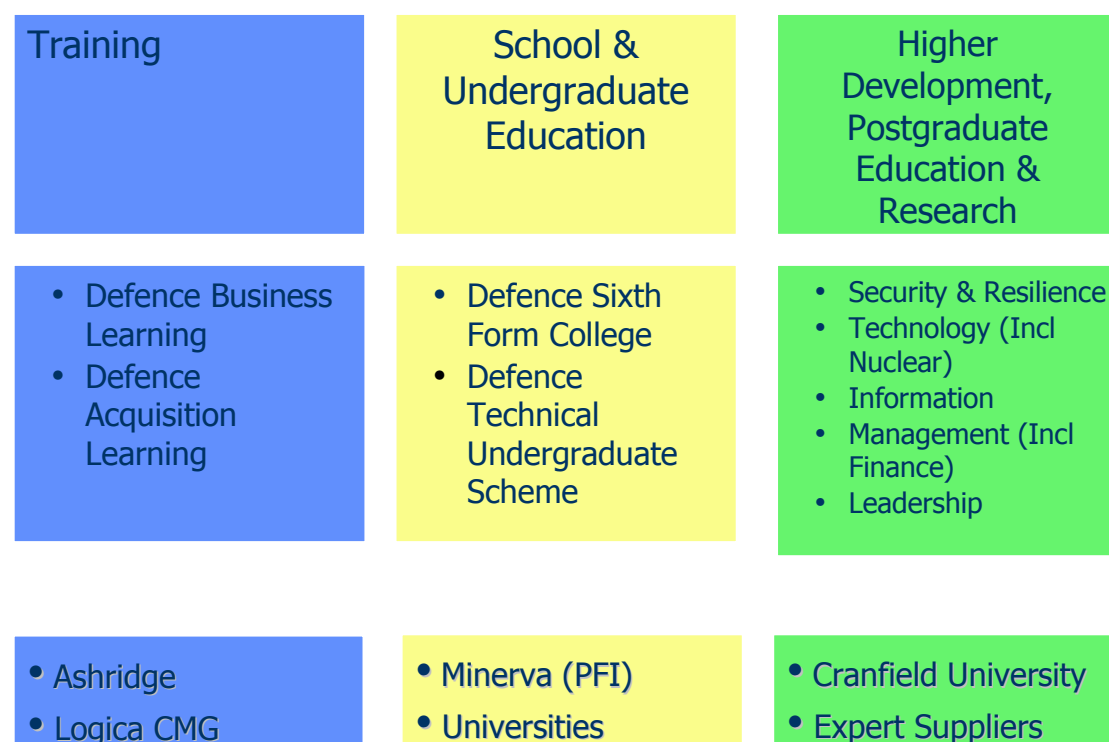 Training
School &
Undergraduate
Education
Higher
Development,
Postgraduate
Education &
Research
• Defence Business
Learning
• Defence
Acquisition
Learning
• Defence Sixth
Form College
• Defence
Technical
Undergraduate
Scheme
• Security & Resilience
• Technology (Incl
Nuclear)
• Information
• Management (Incl
Finance)
• Leadership
• Ashridge
• Logica CMG
• Minerva (PFI)
• Universities
• Cranfield University
• Expert Suppliers